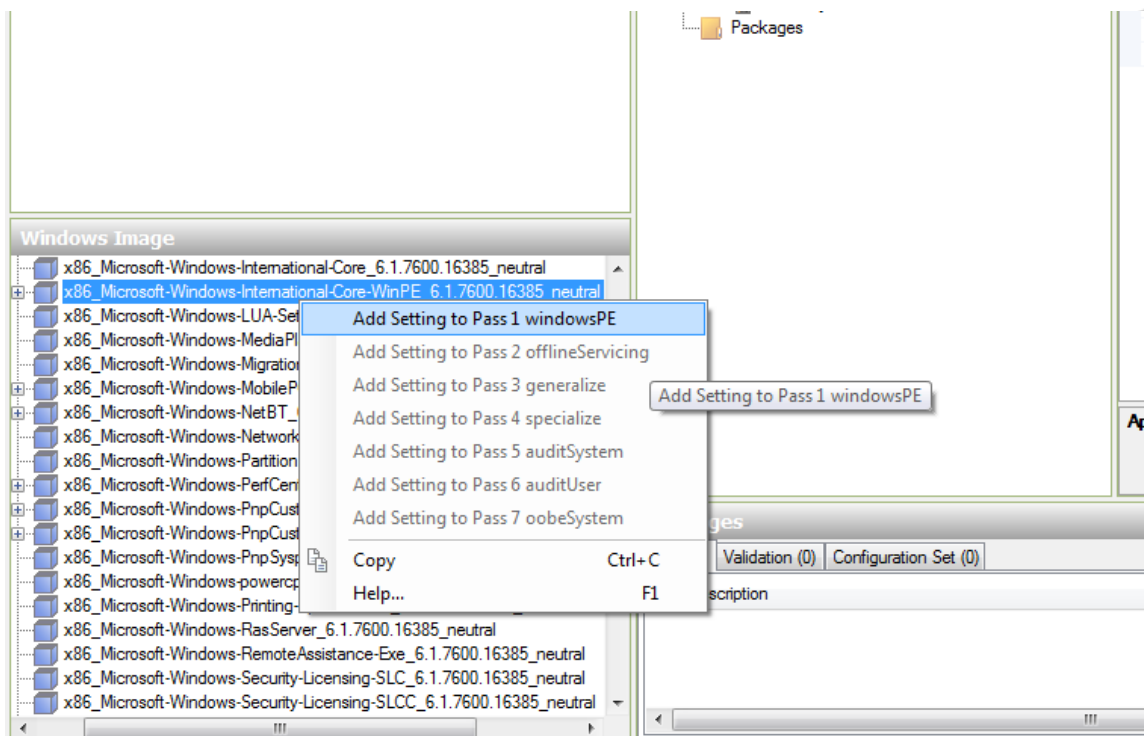 Packages
Windows Image
x86_Microsoft-Windows-International-Core_6.1.7600.16385_neutral
x86_Microsoft-Windows-International-Core-WinPE_6.1.7600.16385_neutral
x86_Microsoft-Windows-LUA-Set
x86_Microsoft-Windows-MediaPl
x86_Microsoft-Windows-Migration
x86_Microsoft-Windows-MobileP
x86_Microsoft-Windows-NetBT_
x86_Microsoft-Windows-Network
x86_Microsoft-Windows-Partition
x86_Microsoft-Windows-PerfCen
x86_Microsoft-Windows-PnpCust
x86_Microsoft-Windows-PnpCust
x86_Microsoft-Windows-PnpSysp
x86_Microsoft-Windows-powercp
x86_Microsoft-Windows-Printing-
x86_Microsoft-Windows-RasServer_6.1.7600.16385_neutral
x86_Microsoft-Windows-RemoteAssistance-Exe_6.1.7600.16385_neutral
x86_Microsoft-Windows-Security-Licensing-SLC_6.1.7600.16385_neutral
x86_Microsoft-Windows-Security-Licensing-SLCC_6.1.7600.16385_neutral
Add Setting to Pass 1 windowsPE
Add Setting to Pass 2 offlineServicing
Add Setting to Pass 3 generalize
Add Setting to Pass 4 specialize
Add Setting to Pass 5 auditSystem
Add Setting to Pass 6 auditUser
Add Setting to Pass 7 oobeSystem
Copy Ctrl+C
Help... F1
Add Setting to Pass 1 windowsPE
Ap
ges
Validation (0) Configuration Set (0)
scription